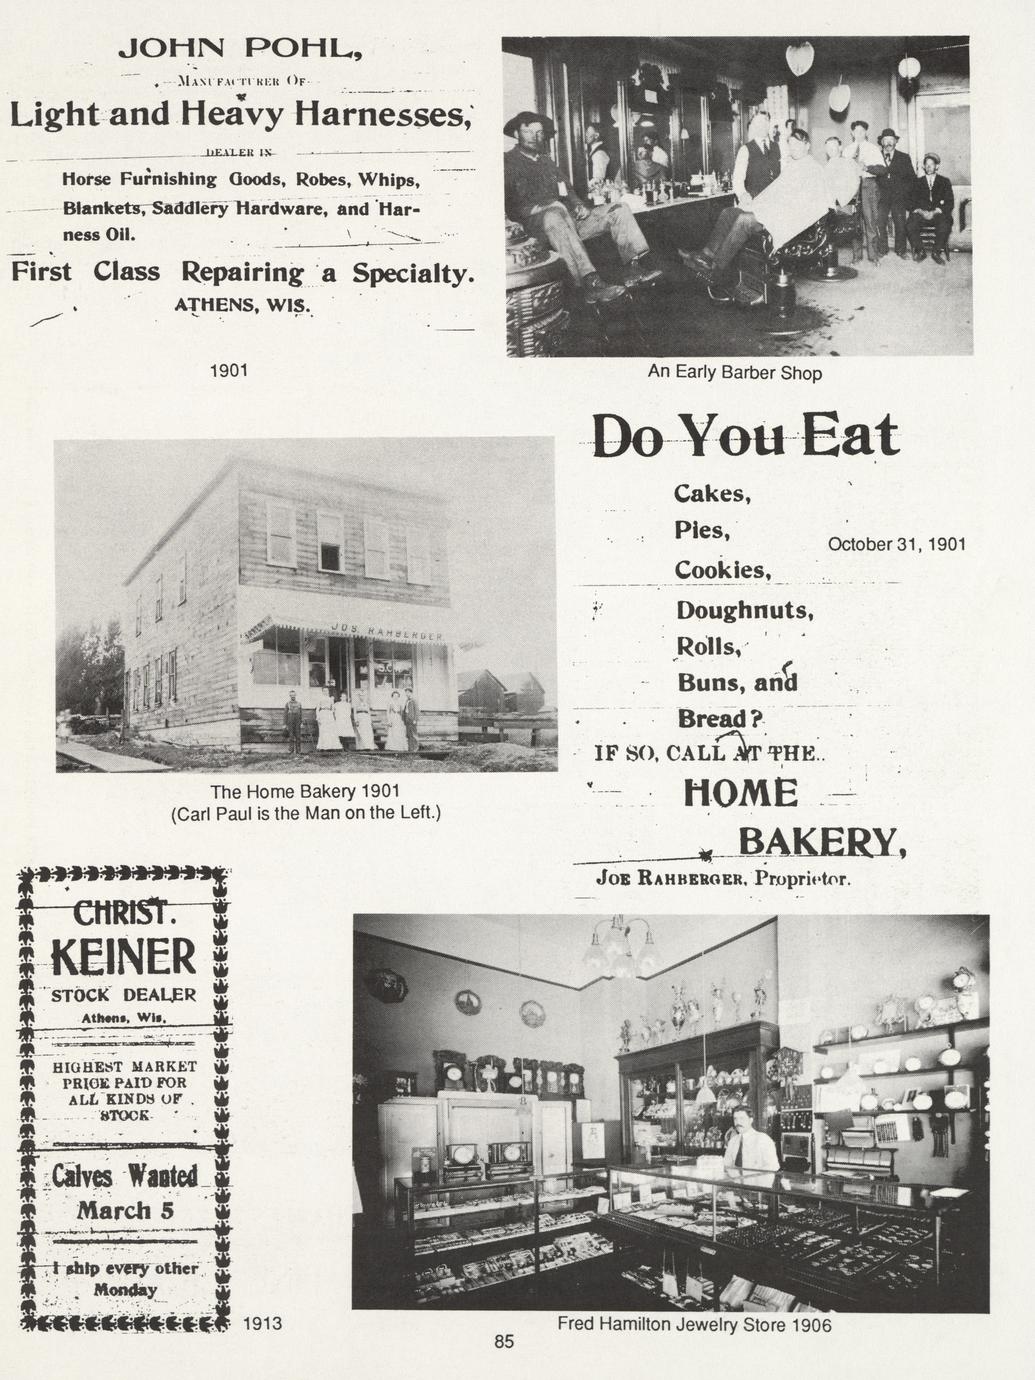 JOHN POHL,
MANUFACTURER OF
Light and Heavy Harnesses,
DEALER IN
Horse Furnishing Goods, Robes, Whips,
Blankets, Saddlery Hardware, and Har-
ness Oil.
First Class Repairing a Specialty.
ATHENS, WIS.
1901
An Early Barber Shop
JOS. RAHBERGER.
The Home Bakery 1901
(Carl Paul is the Man on the Left.)
Do You Eat
Cakes,
Pies,
October 31, 1901
Cookies,
Doughnuts,
Rolls,
Buns, and
Bread?
IF SO, CALL AT THE..
HOME
BAKERY,
JOE RAHBERGER, Proprietor.
CHRIST.
KEINER
STOCK DEALER
Athens, Wis.
HIGHEST MARKET
PRICE PAID FOR
ALL KINDS OF
STOCK
Calves Wanted
March 5
I ship every other
Monday
1913
Fred Hamilton Jewelry Store 1906
85